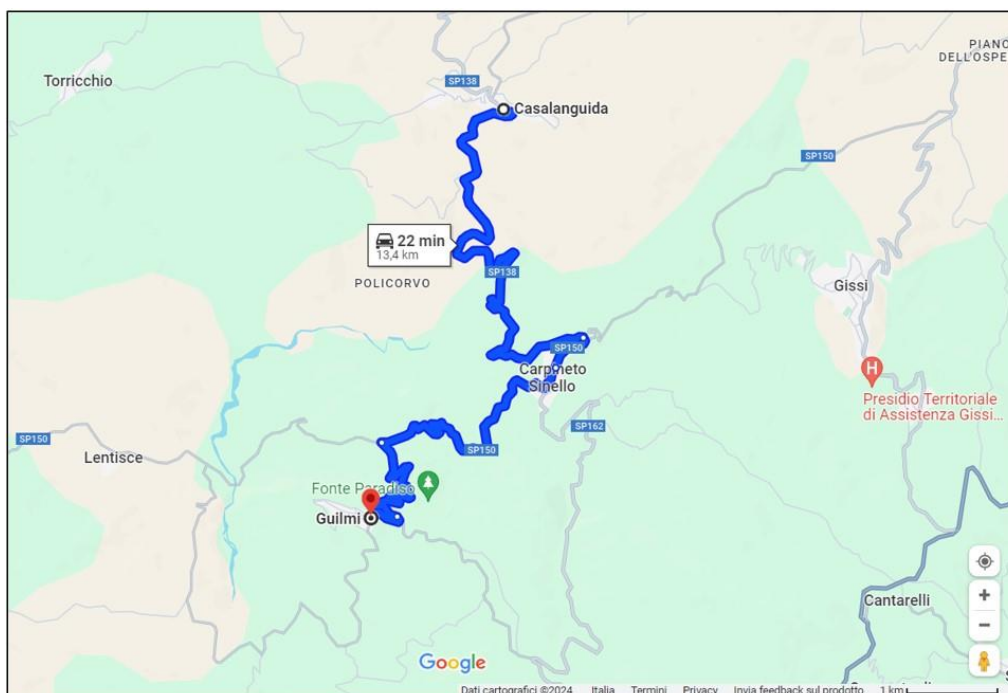 PIANO
DELL'OSPE
Torricchio
SP138
Casalanguida
SP150
22 min
13,4 km
SP138
POLICORVO
Gissi
SP150
Carpineto
Sinello
H
Presidio Territoriale
di Assistenza Gissi...
SP162
SP150
SP150
Lentisce
Fonte Paradiso
Guilmi
Cantarelli
Google
Dati cartografici ©2024 Italia Termini Privacy Invia feedback sul prodotto 1 km